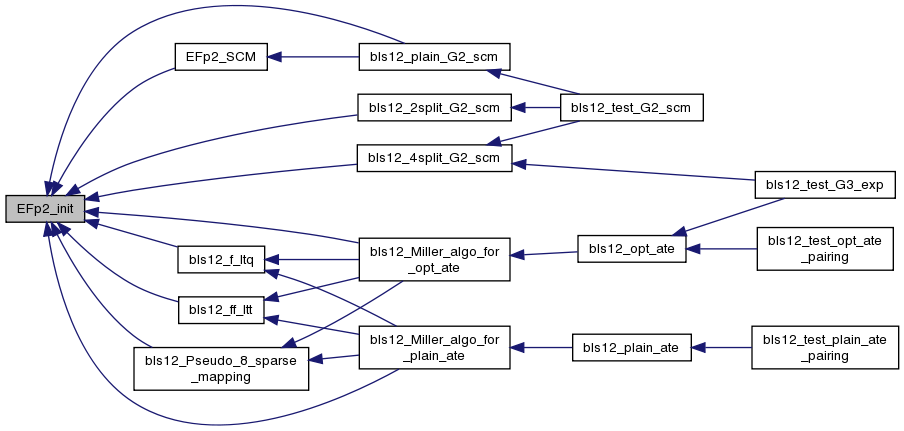 EFp2_init
EFp2_SCM
bls12_plain_G2_scm
bls12_2split_G2_scm
bls12_4split_G2_scm
bls12_test_G2_scm
bls12_test_G3_exp
bls12_f_ltq
bls12_Miller_algo_for
_opt_ate
bls12_opt_ate
bls12_test_opt_ate
_pairing
bls12_ff_ltt
bls12_Pseudo_8_sparse
_mapping
bls12_Miller_algo_for
_plain_ate
bls12_plain_ate
bls12_test_plain_ate
_pairing